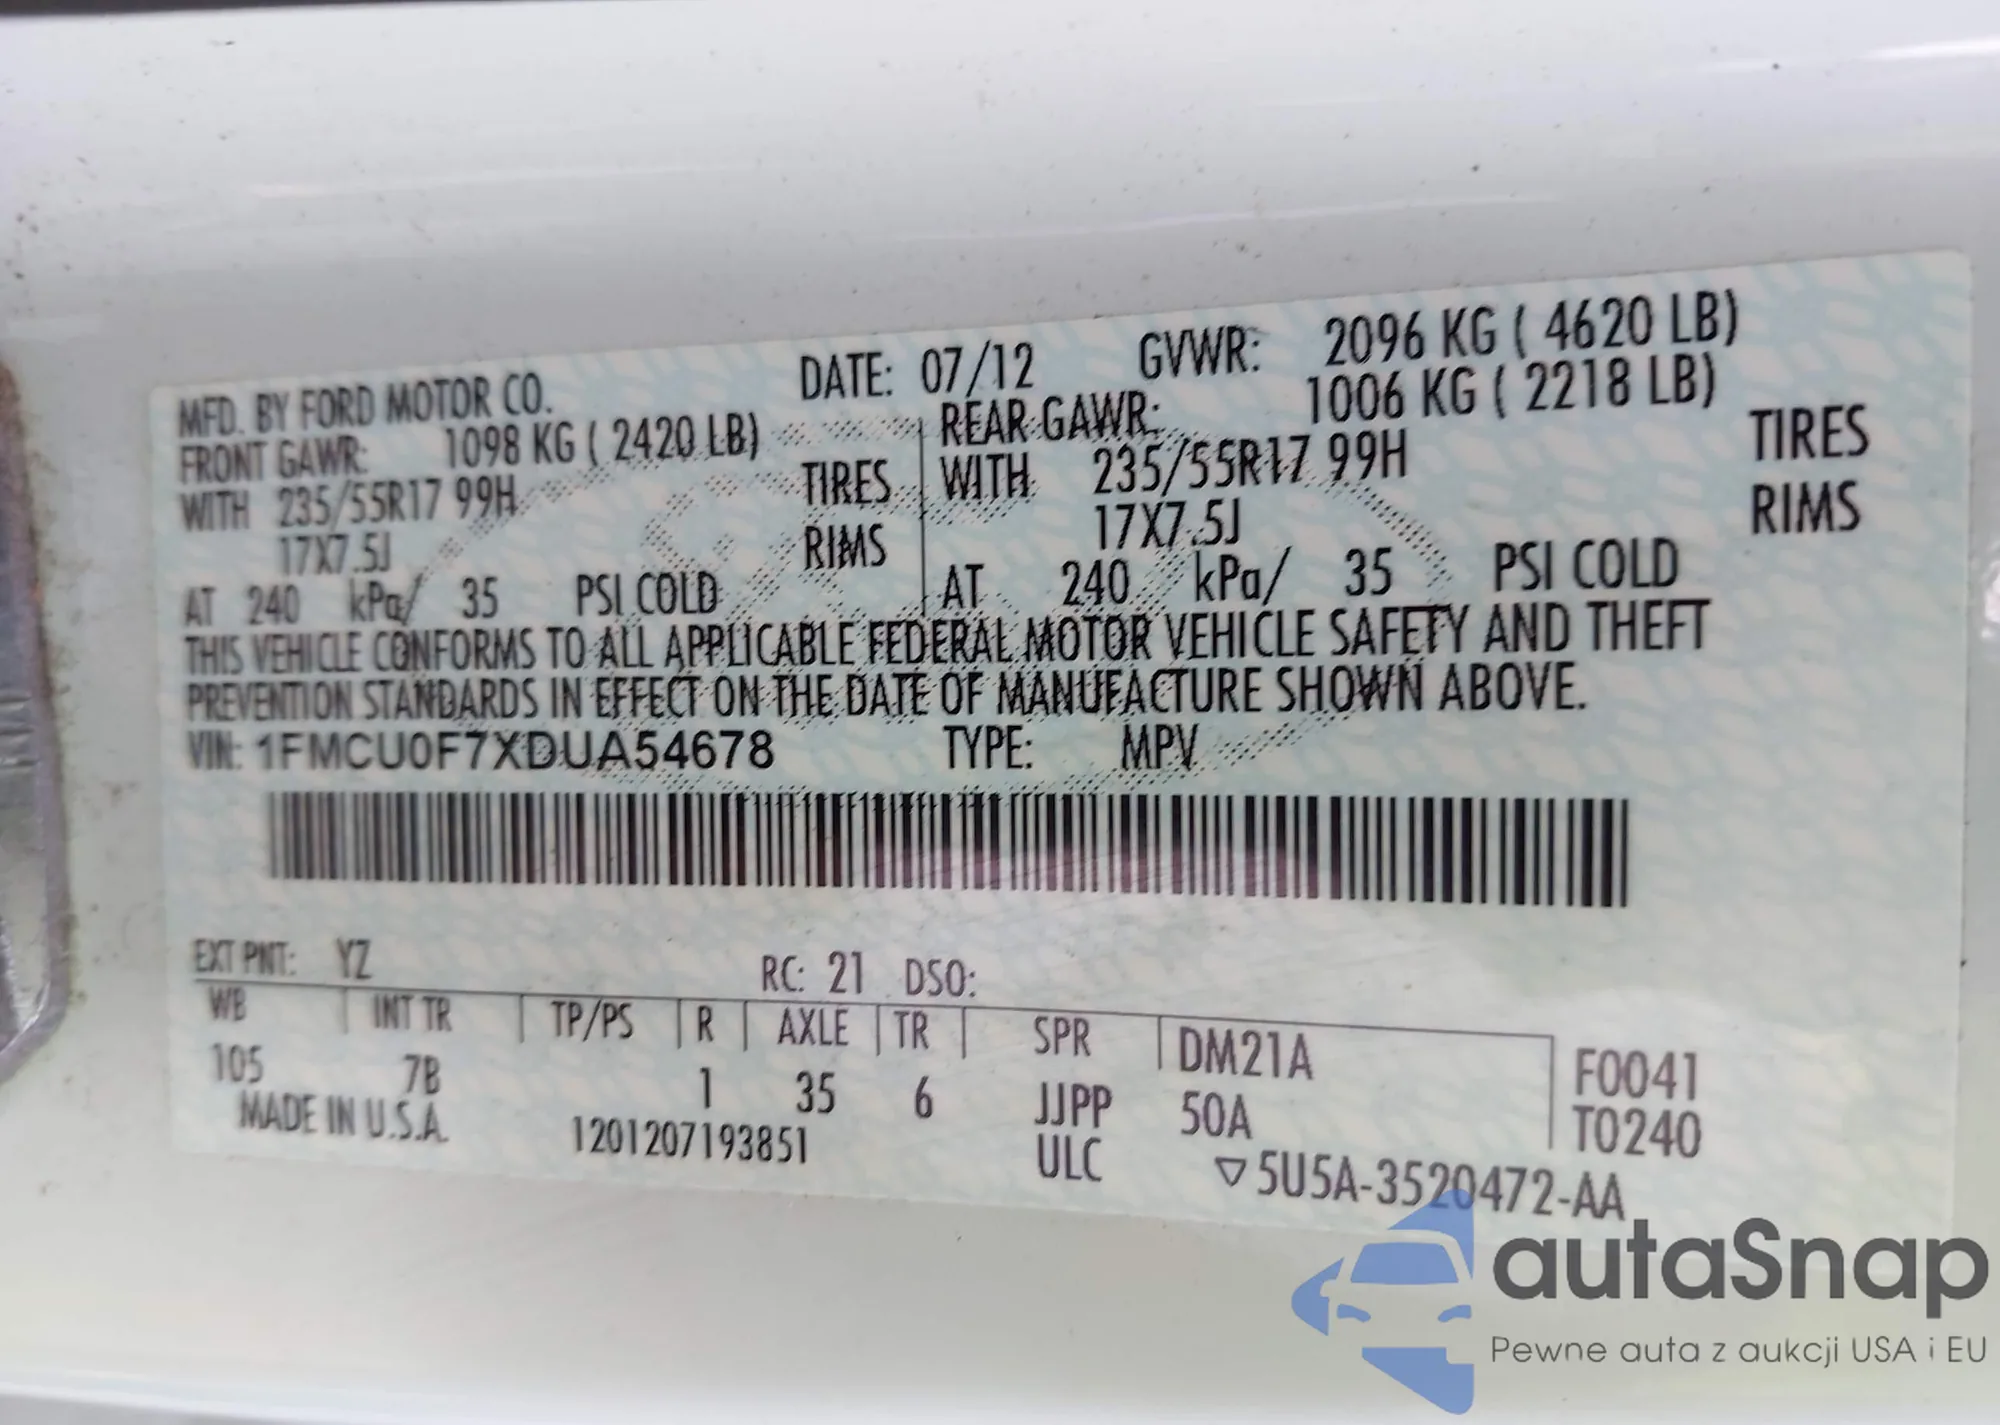 MFD. BY FORD MOTOR CO. DATE: 07/12 GVWR: 2096 KG ( 4620 LB)
FRONT GAWR: 1098 KG ( 2420 LB) REAR GAWR: 1006 KG ( 2218 LB)
WITH 235/55R17 99H TIRES WITH 235/55R17 99H TIRES
17X7.5J RIMS 17X7.5J RIMS
AT 240 kPa/ 35 PSI COLD AT 240 kPa/ 35 PSI COLD
THIS VEHICLE CONFORMS TO ALL APPLICABLE FEDERAL MOTOR VEHICLE SAFETY AND THEFT
PREVENTION STANDARDS IN EFFECT ON THE DATE OF MANUFACTURE SHOWN ABOVE.
VIN: 1FMCU0F7XDUA54678 TYPE: MPV
EXT PNT: YZ RC: 21 DSO:
WB INT TR TP/PS R AXLE TR SPR DM21A F0041
105 7B 1 35 6 JJPP 50A T0240
MADE IN U.S.A. 1201207193851 ULC ▽5U5A-3520472-AA
autaSnap
Pewne auta z aukcji USA i EU